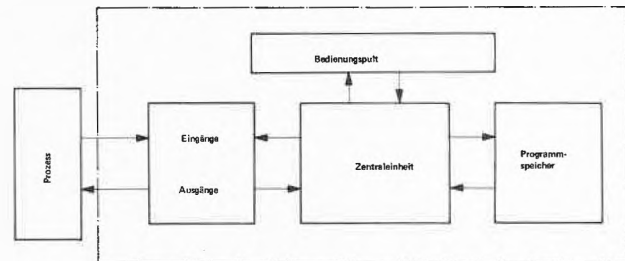 Bedienungspult
Prozess
Eingänge
Ausgänge
Zentraleinheit
Programm-
speicher